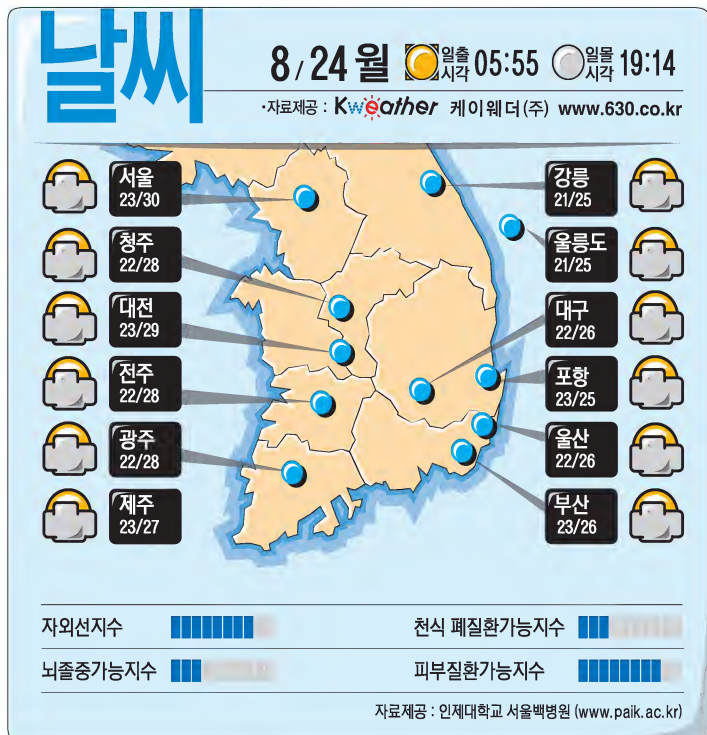 날씨
8/24 월 일출시각 05:55 일몰시각 19:14
·자료제공 : Kweather 케이웨더(주) www.630.co.kr
서울
23/30
청주
22/28
대전
23/29
전주
22/28
광주
22/28
제주
23/27
강릉
21/25
울릉도
21/25
대구
22/26
포항
23/25
울산
22/26
부산
23/26
자외선지수
천식 폐질환가능지수
뇌졸중가능지수
피부질환가능지수
자료제공 : 인제대학교 서울백병원 (www.paik.ac.kr)